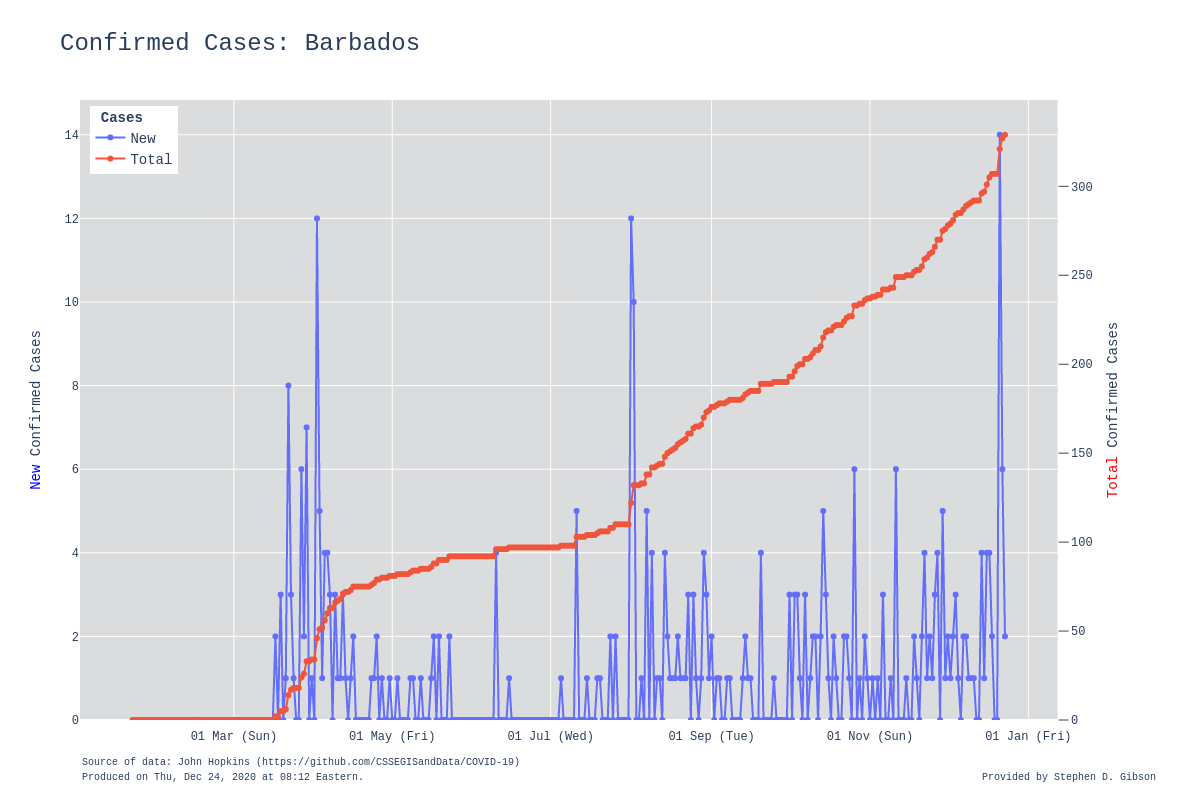 Confirmed Cases: Barbados
Cases
New
Total
14
12
10
8
6
4
2
0
300
250
200
150
100
50
0
New Confirmed Cases
Total Confirmed Cases
01 Mar (Sun)
01 May (Fri)
01 Jul (Wed)
01 Sep (Tue)
01 Nov (Sun)
01 Jan (Fri)
Source of data: John Hopkins (https://github.com/CSSEGISandData/COVID-19)
Produced on Thu, Dec 24, 2020 at 08:12 Eastern.
Provided by Stephen D. Gibson